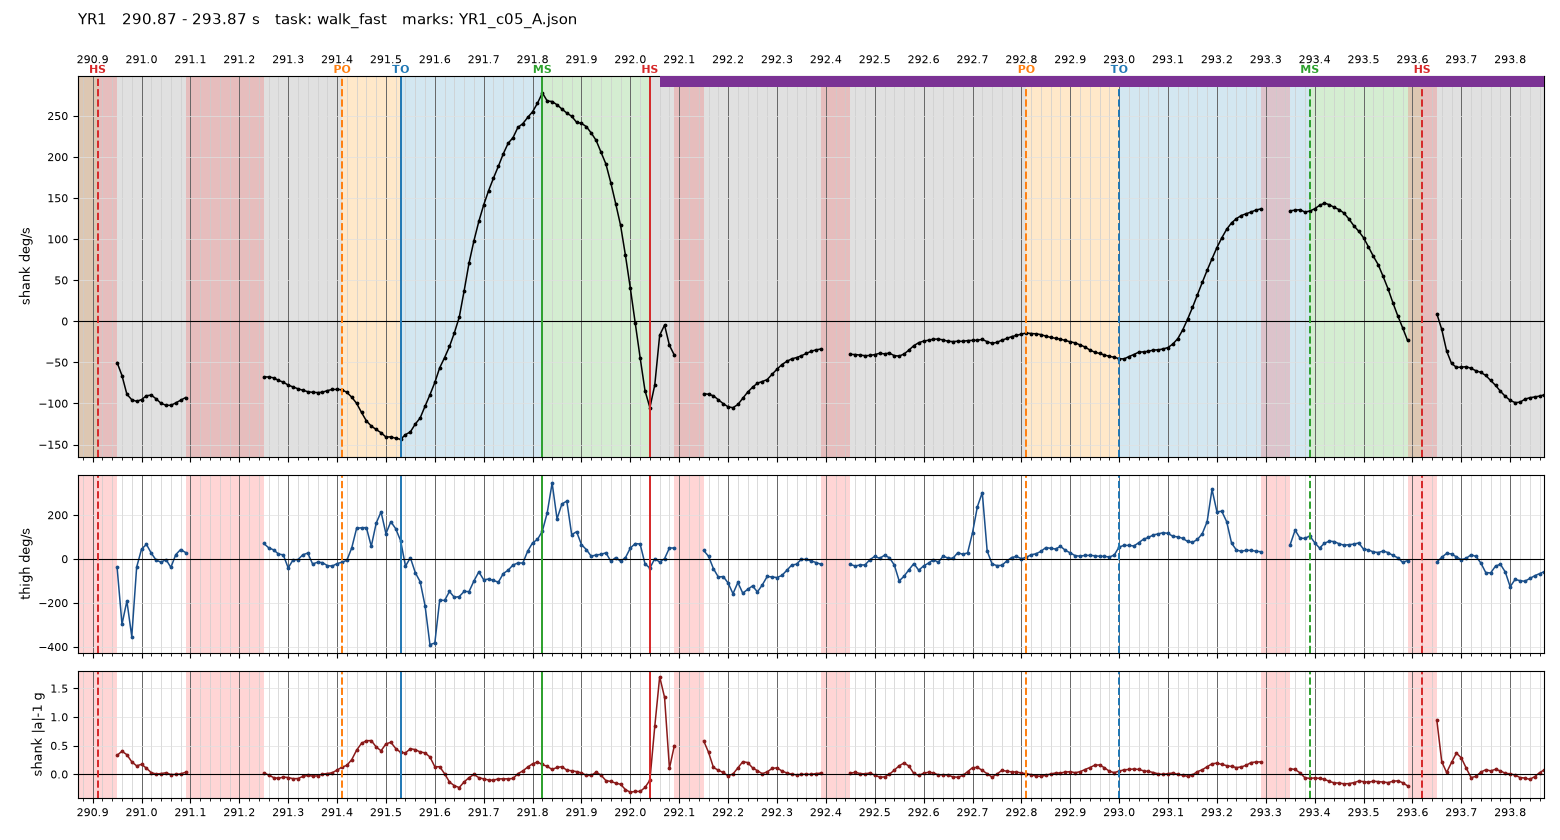 YR1   290.87 - 293.87 s   task: walk_fast   marks: YR1_c05_A.json
290.9 291.0 291.1 291.2 291.3 291.4 291.5 291.6 291.7 291.8 291.9 292.0 292.1 292.2 292.3 292.4 292.5 292.6 292.7 292.8 292.9 293.0 293.1 293.2 293.3 293.4 293.5 293.6 293.7 293.8
HS PO TO MS HS PO TO MS HS
shank deg/s
250
200
150
100
50
0
−50
−100
−150
thigh deg/s
200
0
−200
−400
shank |a|-1 g
1.5
1.0
0.5
0.0
290.9 291.0 291.1 291.2 291.3 291.4 291.5 291.6 291.7 291.8 291.9 292.0 292.1 292.2 292.3 292.4 292.5 292.6 292.7 292.8 292.9 293.0 293.1 293.2 293.3 293.4 293.5 293.6 293.7 293.8